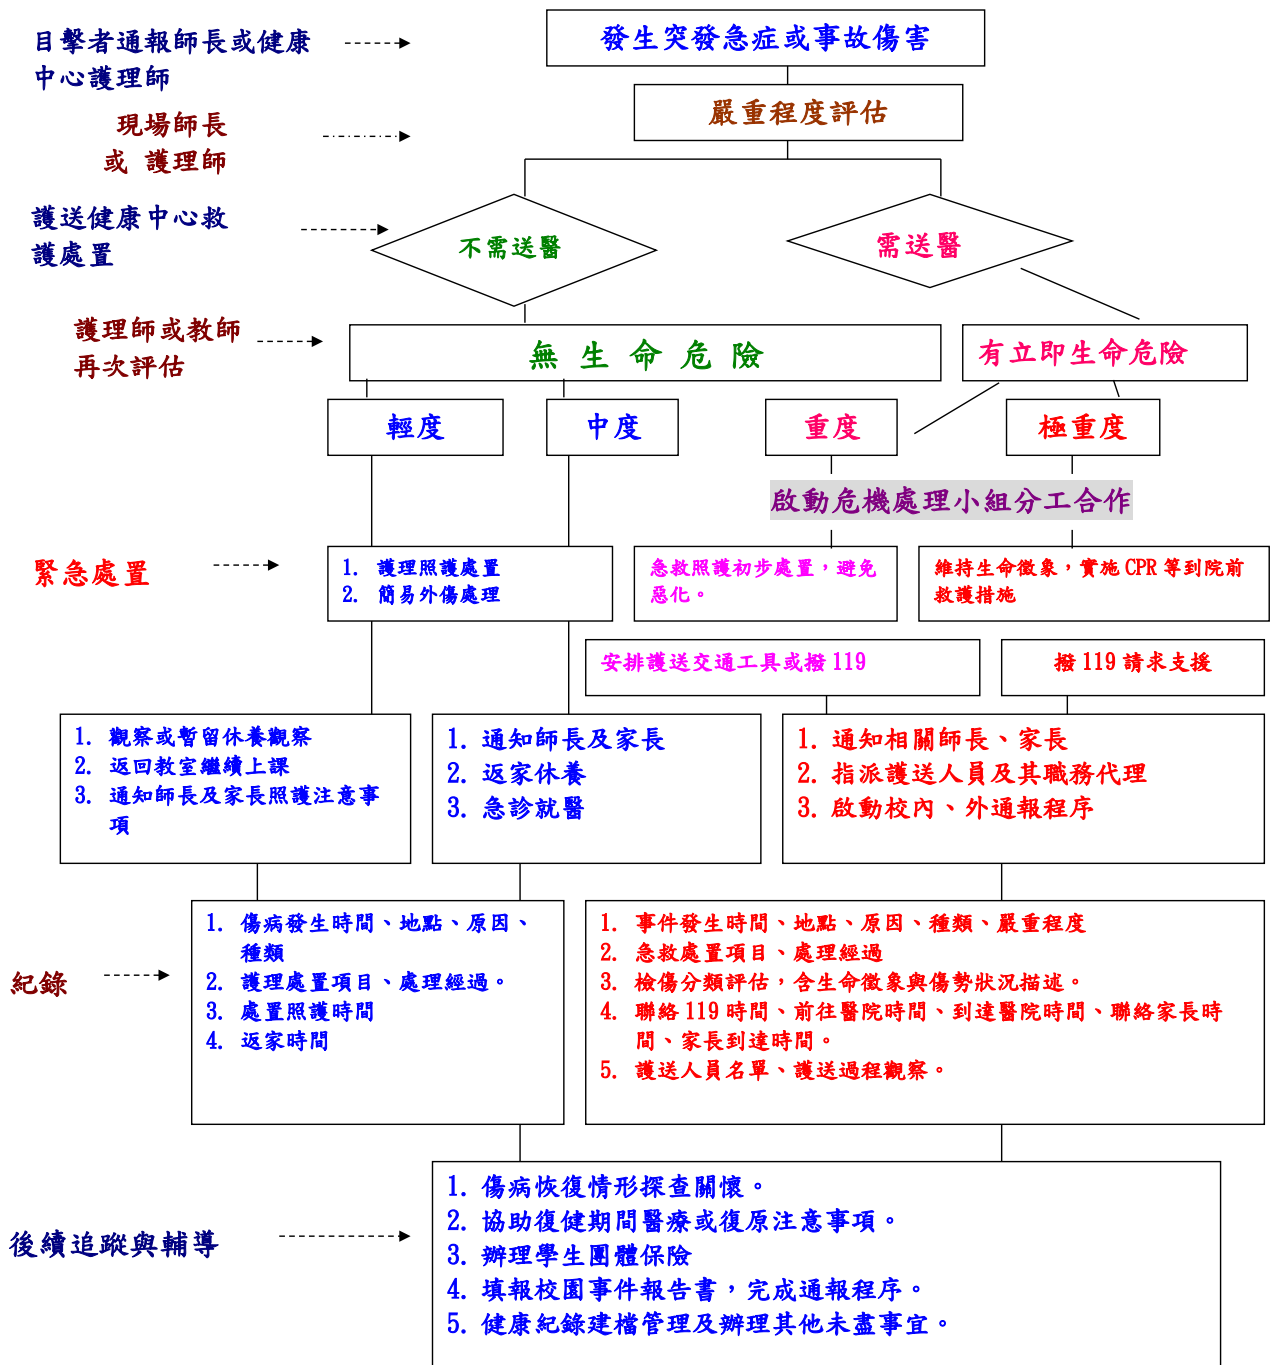 目擊者通報師長或健康
中心護理師
發生突發急症或事故傷害
嚴重程度評估
現場師長
或 護理師
護送健康中心救
護處置
不需送醫
需送醫
護理師或教師
再次評估
無 生 命 危 險
有立即生命危險
輕度
中度
重度
極重度
啟動危機處理小組分工合作
緊急處置
1. 護理照護處置
2. 簡易外傷處理
急救照護初步處置，避免
惡化。
維持生命徵象，實施 CPR 等到院前
救護措施
安排護送交通工具或撥 119
撥 119 請求支援
1. 觀察或暫留休養觀察
2. 返回教室繼續上課
3. 通知師長及家長照護注意事
項
1. 通知師長及家長
2. 返家休養
3. 急診就醫
1. 通知相關師長、家長
2. 指派護送人員及其職務代理
3. 啟動校內、外通報程序
紀錄
1. 傷病發生時間、地點、原因、
種類
2. 護理處置項目、處理經過。
3. 處置照護時間
4. 返家時間
1. 事件發生時間、地點、原因、種類、嚴重程度
2. 急救處置項目、處理經過
3. 檢傷分類評估，含生命徵象與傷勢狀況描述。
4. 聯絡 119 時間、前往醫院時間、到達醫院時間、聯絡家長時
間、家長到達時間。
5. 護送人員名單、護送過程觀察。
後續追蹤與輔導
1. 傷病恢復情形探查關懷。
2. 協助復健期間醫療或復原注意事項。
3. 辦理學生團體保險
4. 填報校園事件報告書，完成通報程序。
5. 健康紀錄建檔管理及辦理其他未盡事宜。